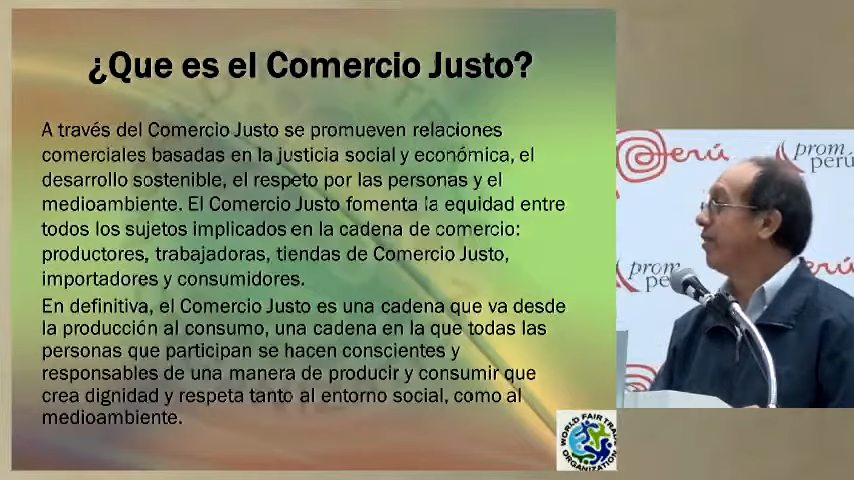 ¿Que es el Comercio Justo?
A través del Comercio Justo se promueven relaciones
comerciales basadas en la justicia social y económica, el
desarrollo sostenible, el respeto por las personas y el
medioambiente. El Comercio Justo fomenta la equidad entre
todos los sujetos implicados en la cadena de comercio:
productores, trabajadoras, tiendas de Comercio Justo,
importadores y consumidores.
En definitiva, el Comercio Justo es una cadena que va desde
la producción al consumo, una cadena en la que todas las
personas que participan se hacen conscientes y
responsables de una manera de producir y consumir que
crea dignidad y respeta tanto al entorno social, como al
medioambiente.
WORLD FAIR TRADE
ORGANIZATION
Perú
prom
perú
prom
pe
erú